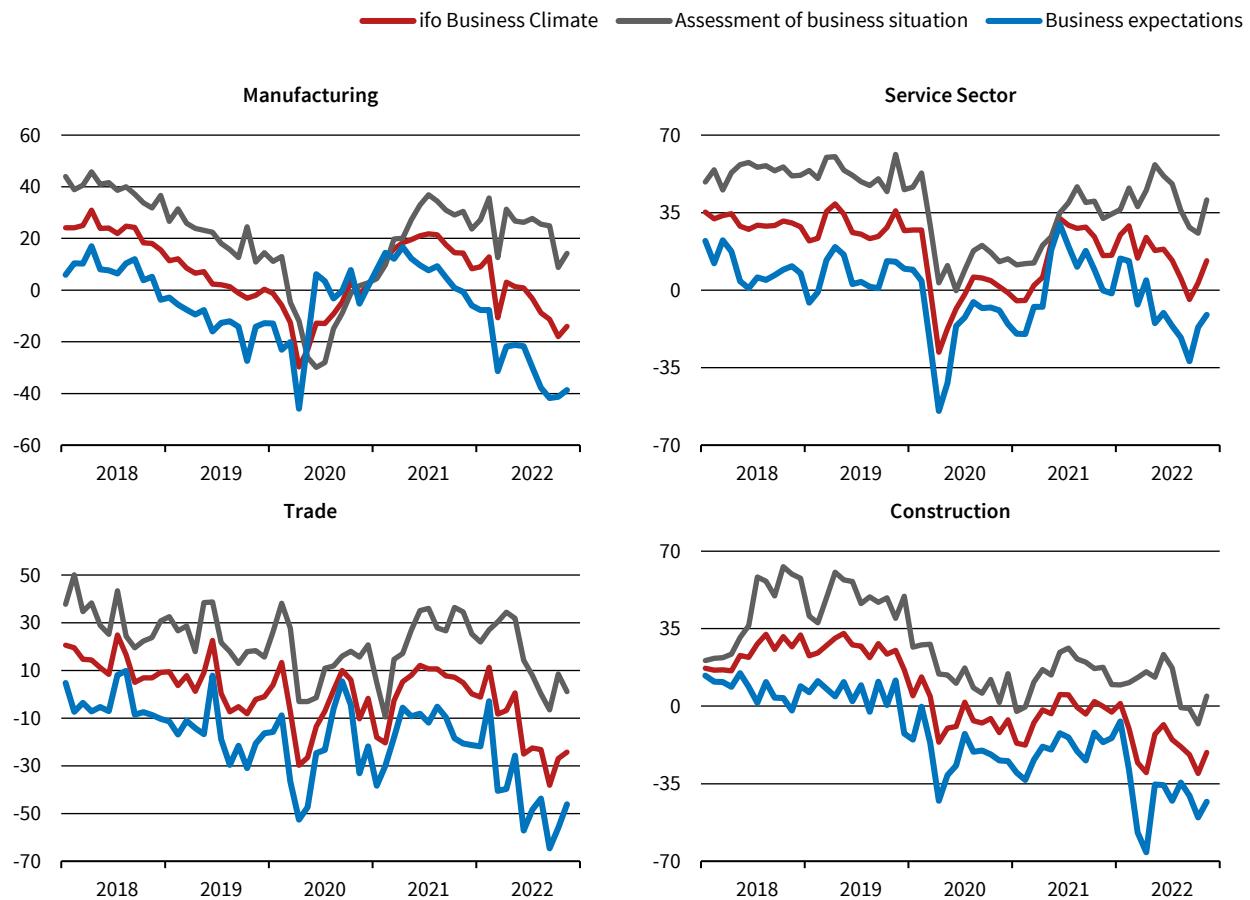 ifo Business Climate Assessment of business situation Business expectations
Manufacturing
60
40
20
0
-20
-40
-60
2018 2019 2020 2021 2022
Service Sector
70
35
0
-35
-70
2018 2019 2020 2021 2022
Trade
50
30
10
-10
-30
-50
-70
2018 2019 2020 2021 2022
Construction
70
35
0
-35
-70
2018 2019 2020 2021 2022